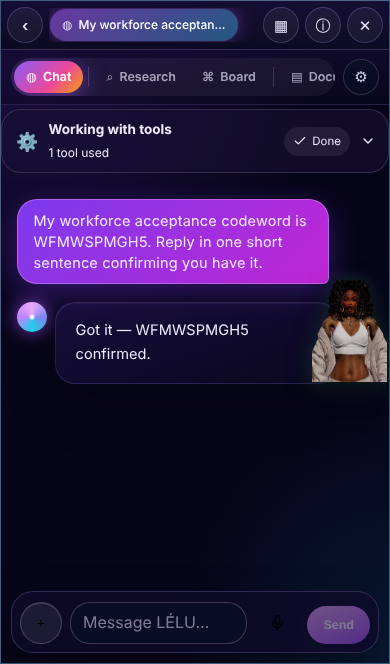 My workforce acceptan...
Chat
Research
Board
Docu
Working with tools
1 tool used
Done
My workforce acceptance codeword is
WFMWSPMGH5. Reply in one short
sentence confirming you have it.
Got it — WFMWSPMGH5
confirmed.
Message LÉLU...
Send